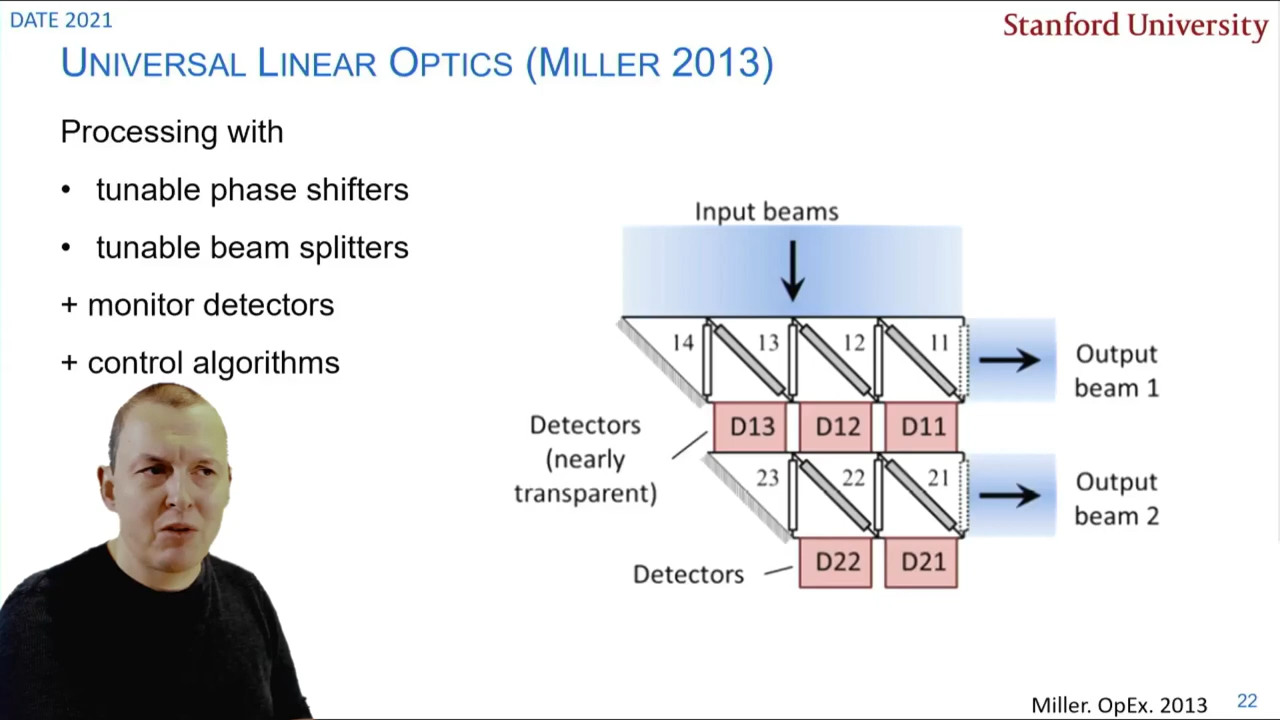 DATE 2021
Stanford University
UNIVERSAL LINEAR OPTICS (MILLER 2013)
Processing with
• tunable phase shifters
• tunable beam splitters
+ monitor detectors
+ control algorithms
Input beams
14 13 12 11
Output
beam 1
D13 D12 D11
Detectors
(nearly
transparent)
23 22 21
Output
beam 2
D22 D21
Detectors
Miller. OpEx. 2013
22